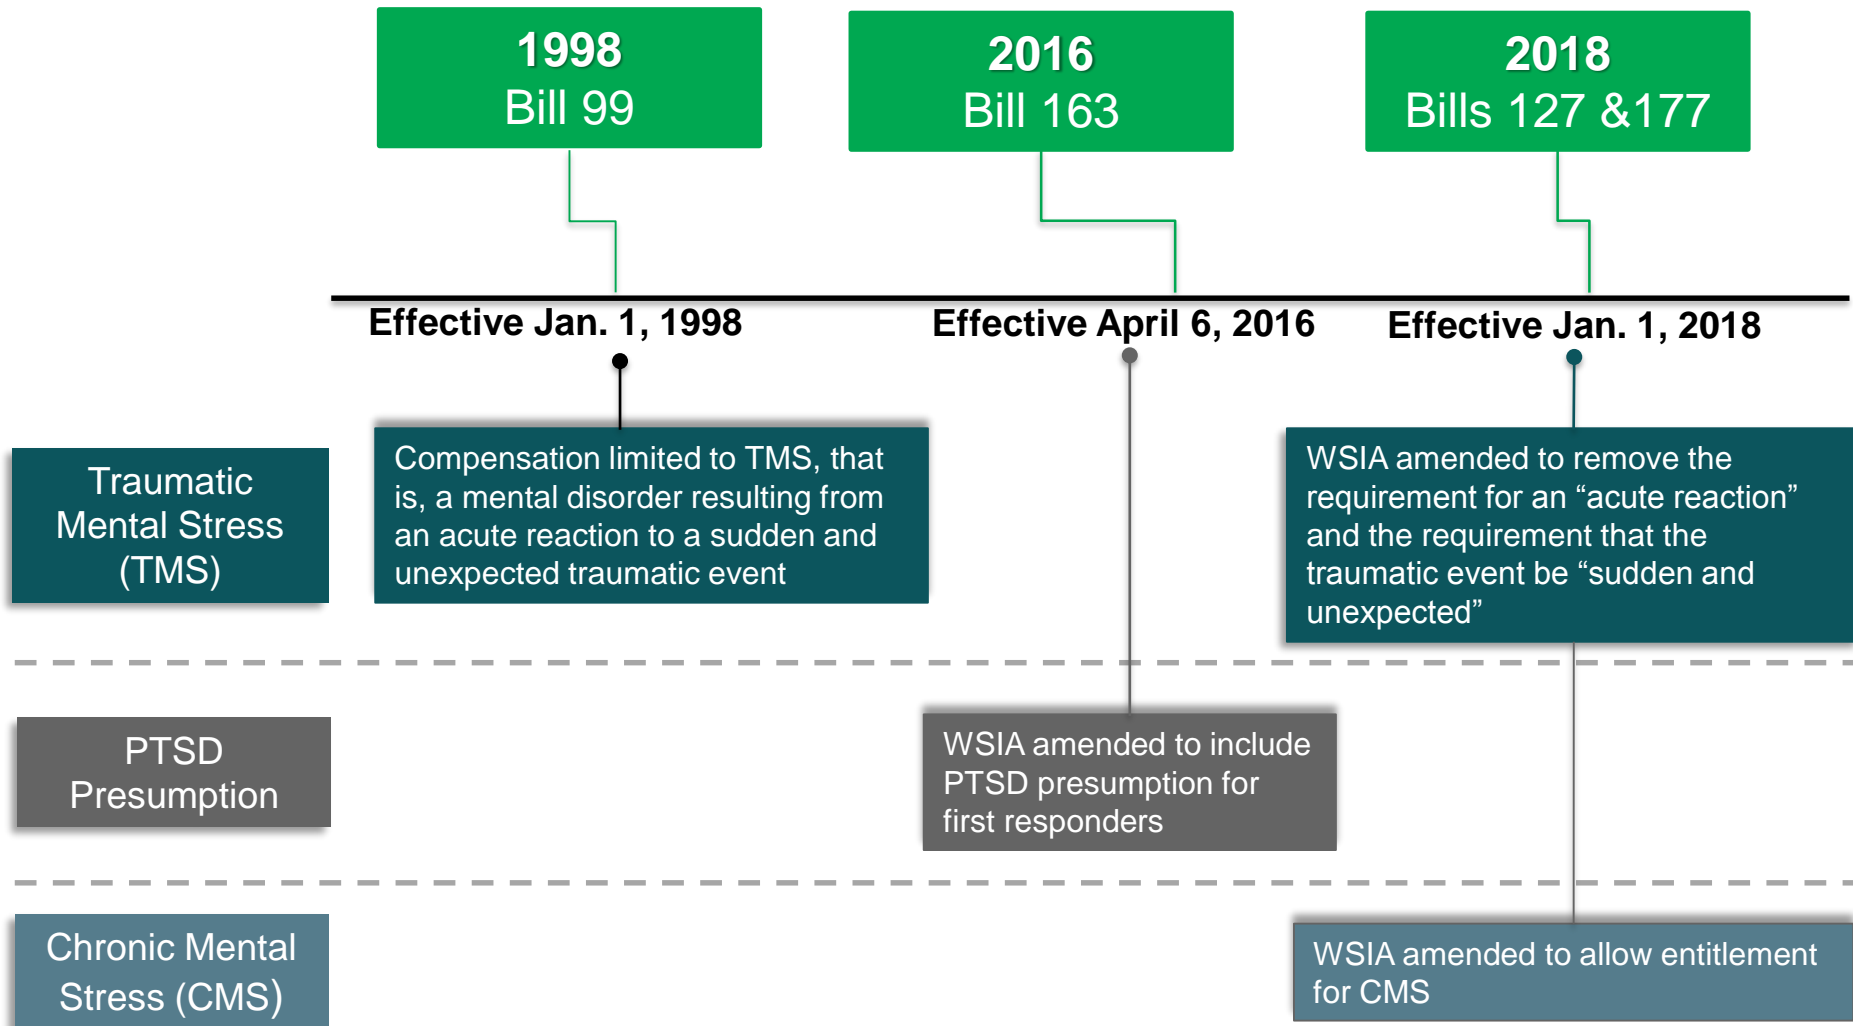 1998
Bill 99
2016
Bill 163
2018
Bills 127 &177
Effective Jan. 1, 1998
Effective April 6, 2016
Effective Jan. 1, 2018
Traumatic
Mental Stress
(TMS)
Compensation limited to TMS, that
is, a mental disorder resulting from
an acute reaction to a sudden and
unexpected traumatic event
WSIA amended to remove the
requirement for an “acute reaction”
and the requirement that the
traumatic event be “sudden and
unexpected”
PTSD
Presumption
WSIA amended to include
PTSD presumption for
first responders
Chronic Mental
Stress (CMS)
WSIA amended to allow entitlement
for CMS